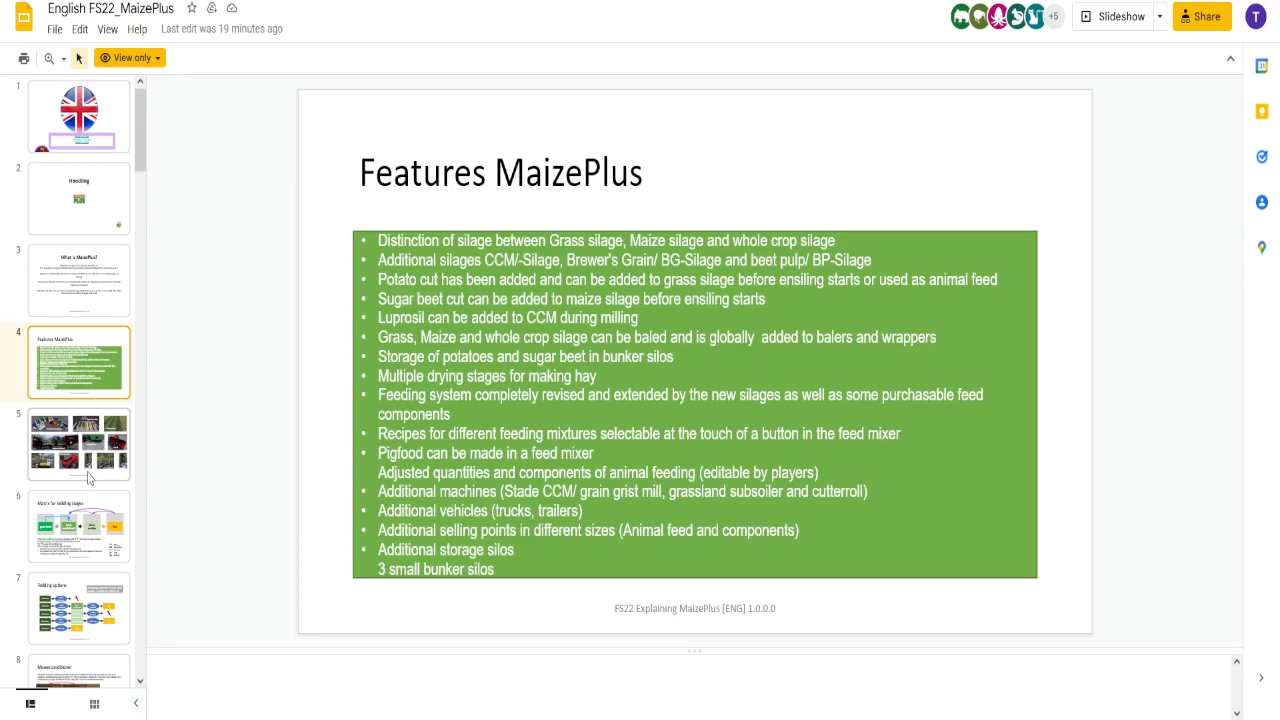 English FS22_MaizePlus
File Edit View Help Last edit was 19 minutes ago
+5
Slideshow
Share
T
View only
1
2
Handling
3
What is MaizePlus?
4
Features MaizePlus
5
6
Matrix for tedding stages
7
Tedding options
8
Mower conditioner
Features MaizePlus
• Distinction of silage between Grass silage, Maize silage and whole crop silage
• Additional silages CCM/-Silage, Brewer's Grain/ BG-Silage and beet pulp/ BP-Silage
• Potato cut has been added and can be added to grass silage before ensiling starts or used as animal feed
• Sugar beet cut can be added to maize silage before ensiling starts
• Luprosil can be added to CCM during milling
• Grass, Maize and whole crop silage can be baled and is globally added to balers and wrappers
• Storage of potatoes and sugar beet in bunker silos
• Multiple drying stages for making hay
• Feeding system completely revised and extended by the new silages as well as some purchasable feed
components
• Recipes for different feeding mixtures selectable at the touch of a button in the feed mixer
• Pigfood can be made in a feed mixer
Adjusted quantities and components of animal feeding (editable by players)
• Additional machines (Stade CCM/ grain grist mill, grassland subsoiler and cutterroll)
• Additional vehicles (trucks, trailers)
• Additional selling points in different sizes (Animal feed and components)
• Additional storage silos
3 small bunker silos
FS22 Explaining MaizePlus [ENG] 1.0.0.0